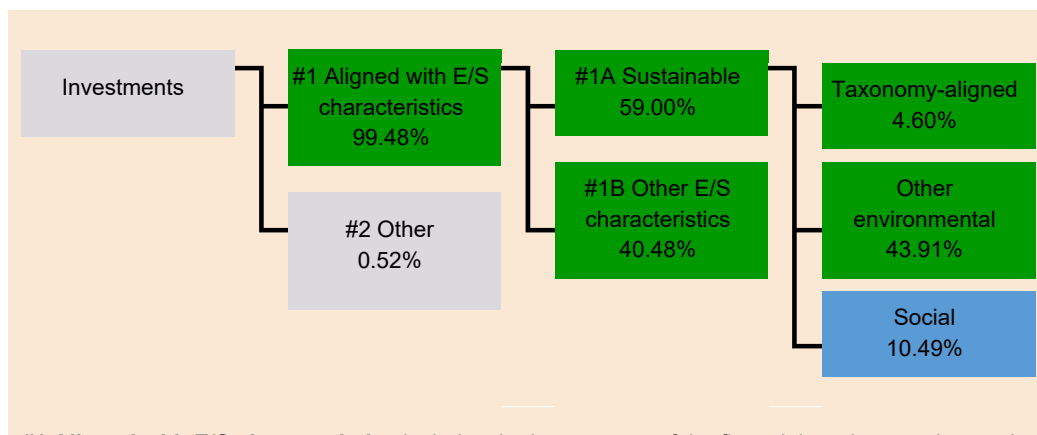 Investments
#1 Aligned with E/S
characteristics
99.48%
#2 Other
0.52%
#1A Sustainable
59.00%
#1B Other E/S
characteristics
40.48%
Taxonomy-aligned
4.60%
Other
environmental
43.91%
Social
10.49%